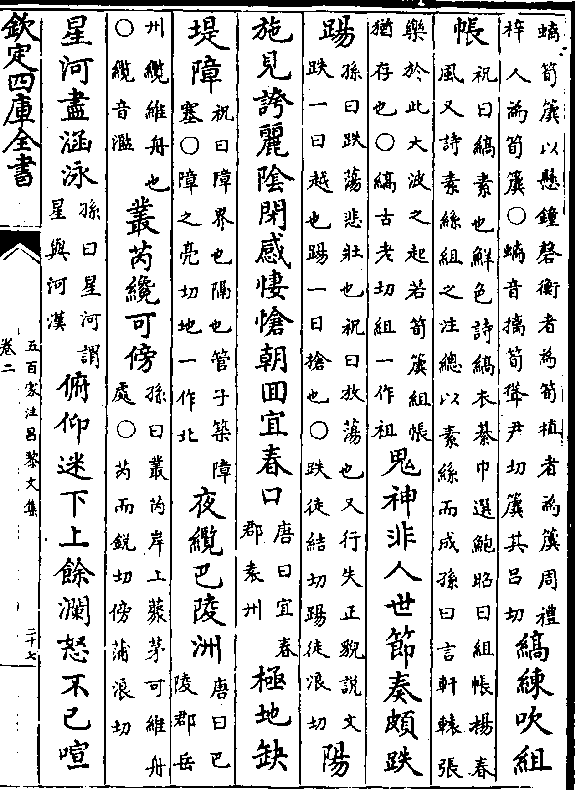 螭筍簴以懸鐘磬衡者為筍植者為簴周禮
梓人為筍簴○螭音摛筍聳尹切簴其呂切
縞練吹組
帳
祝曰縞素也鮮色詩縞衣綦巾選鮑昭曰組帳揚春
風又詩素絲組之注總以素絲而成孫曰言軒轅張
樂於此大波之起若筍簴組帳
猶存也○縞古老切組一作祖
鬼神非人世節奏頗跌
踼
孫曰跌蕩悲壯也祝曰放蕩也又行失正貌說文
跌一曰越也踼一曰搶也○跌徒結切踼徒浪切
陽
施見誇麗陰閉感悽愴朝囬宜春口
唐曰宜春
郡袁州
極地缺
堤障
祝曰障界也隔也管子築障
塞○障之亮切地一作北
夜纜巴陵洲
唐曰巴
陵郡岳
州纜維舟也
○纜音濫
叢芮纜可傍
孫曰叢芮岸上蘩茅可維舟
處○芮而銳切傍蒲浪切
星河盡涵泳
孫曰星河謂
星與河漢
俯仰迷下上餘瀾怒不已喧
欽定四庫全書
卷二
五百家注昌黎文集
二十七